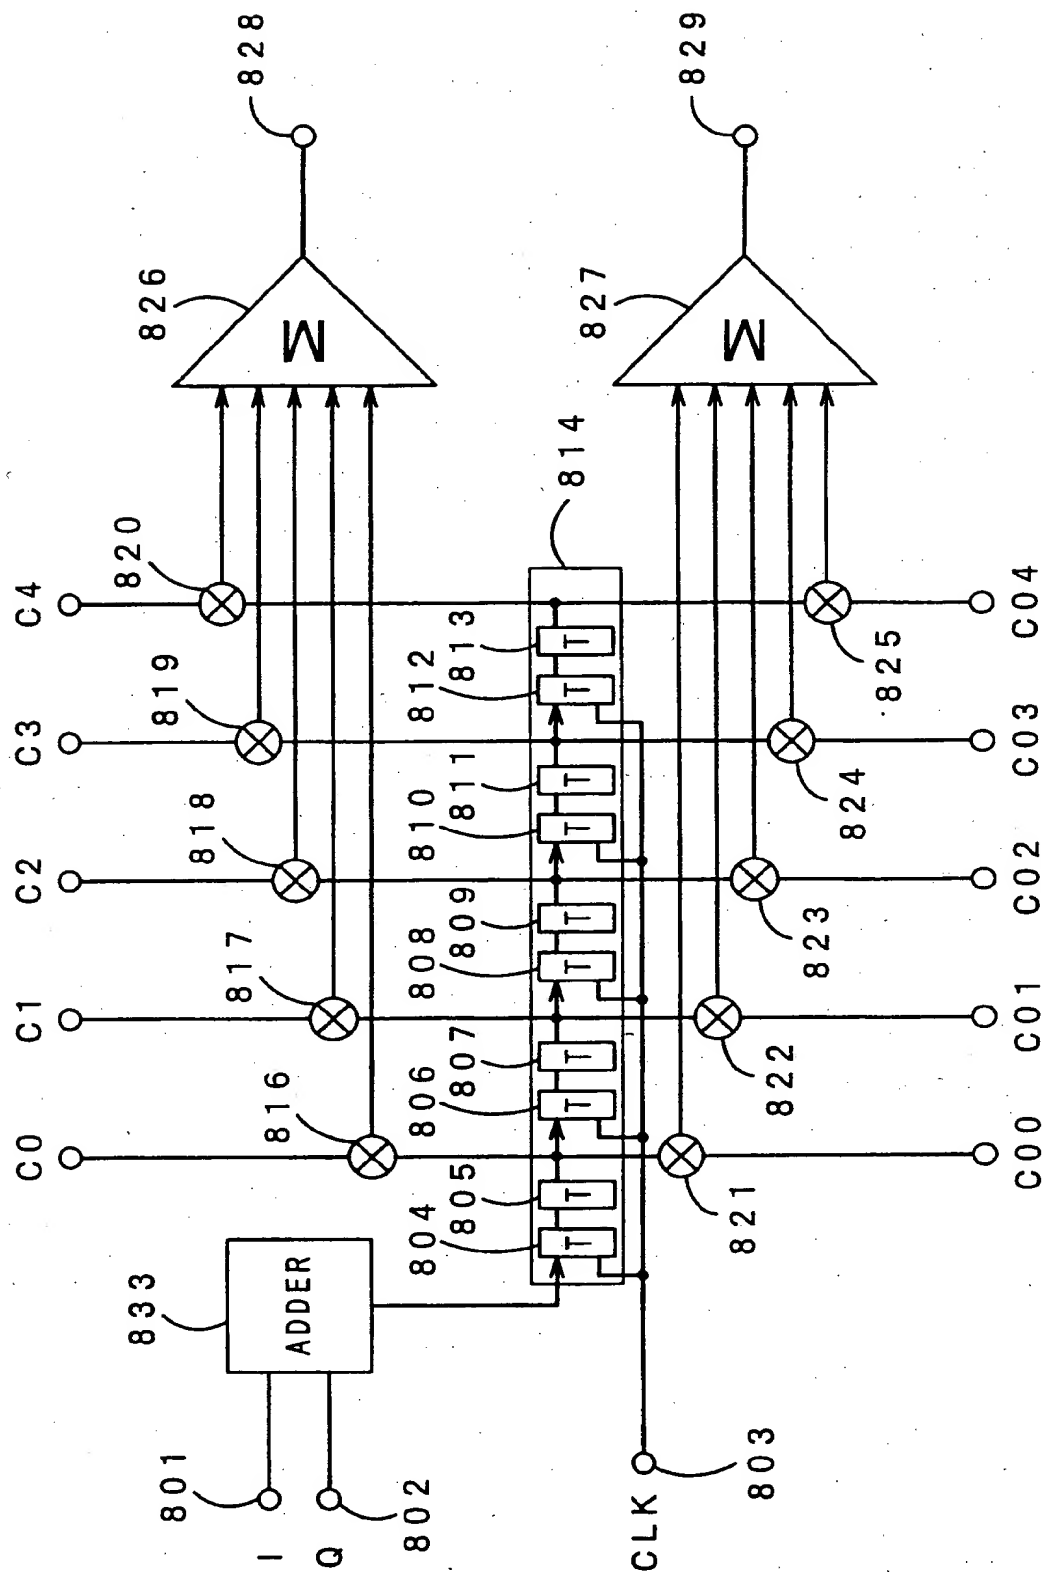 C0
C1
C2
C3
C4
820
819
833
826
828
818
817
816
801
I
ADDER
Σ
Q
802
804
805
806
807
808
809
810
811
812
813
814
T
T
T
T
T
T
T
T
T
T
CLK
803
827
829
821
822
Σ
823
824
825
C00
C01
C02
C03
C04